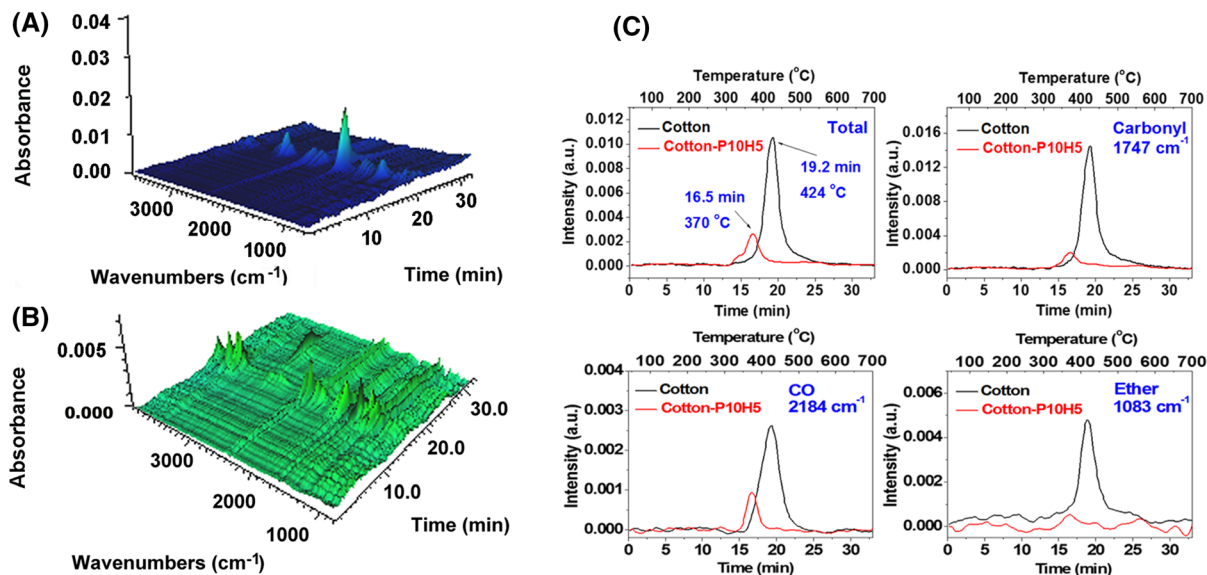 (A)
0.04
0.03
0.02
0.01
0.00
Absorbance
3000
2000
1000
10
20
30
Wavenumbers (cm-1)
Time (min)
(B)
0.005
0.000
Absorbance
3000
2000
1000
10.0
20.0
30.0
Wavenumbers (cm-1)
Time (min)
(C)
Temperature (°C)
100 200 300 400 500 600 700
Cotton
Cotton-P10H5
Total
19.2 min
424 °C
16.5 min
370 °C
0.012
0.010
0.008
0.006
0.004
0.002
0.000
Intensity (a.u.)
0 5 10 15 20 25 30
Time (min)
Temperature (°C)
100 200 300 400 500 600 700
Cotton
Cotton-P10H5
Carbonyl
1747 cm-1
0.016
0.012
0.008
0.004
0.000
Intensity (a.u.)
0 5 10 15 20 25 30
Time (min)
Temperature (°C)
100 200 300 400 500 600 700
Cotton
Cotton-P10H5
CO
2184 cm-1
0.004
0.003
0.002
0.001
0.000
Intensity (a.u.)
0 5 10 15 20 25 30
Time (min)
Temperature (°C)
100 200 300 400 500 600 700
Cotton
Cotton-P10H5
Ether
1083 cm-1
0.006
0.004
0.002
0.000
Intensity (a.u.)
0 5 10 15 20 25 30
Time (min)